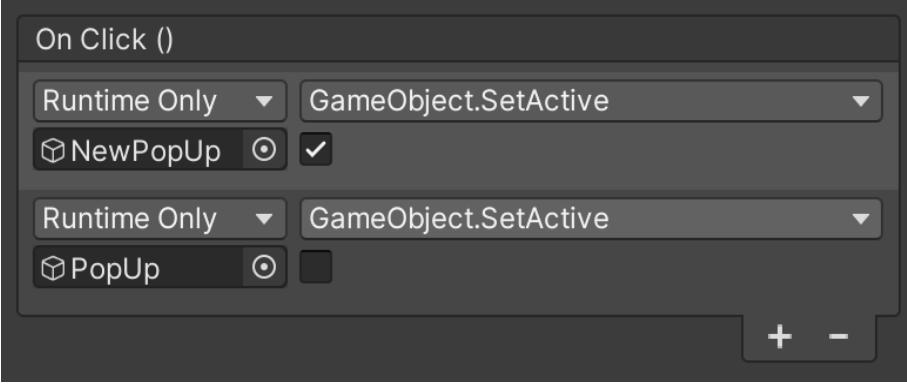 On Click ()
Runtime Only GameObject.SetActive
NewPopUp
Runtime Only GameObject.SetActive
PopUp
+ -